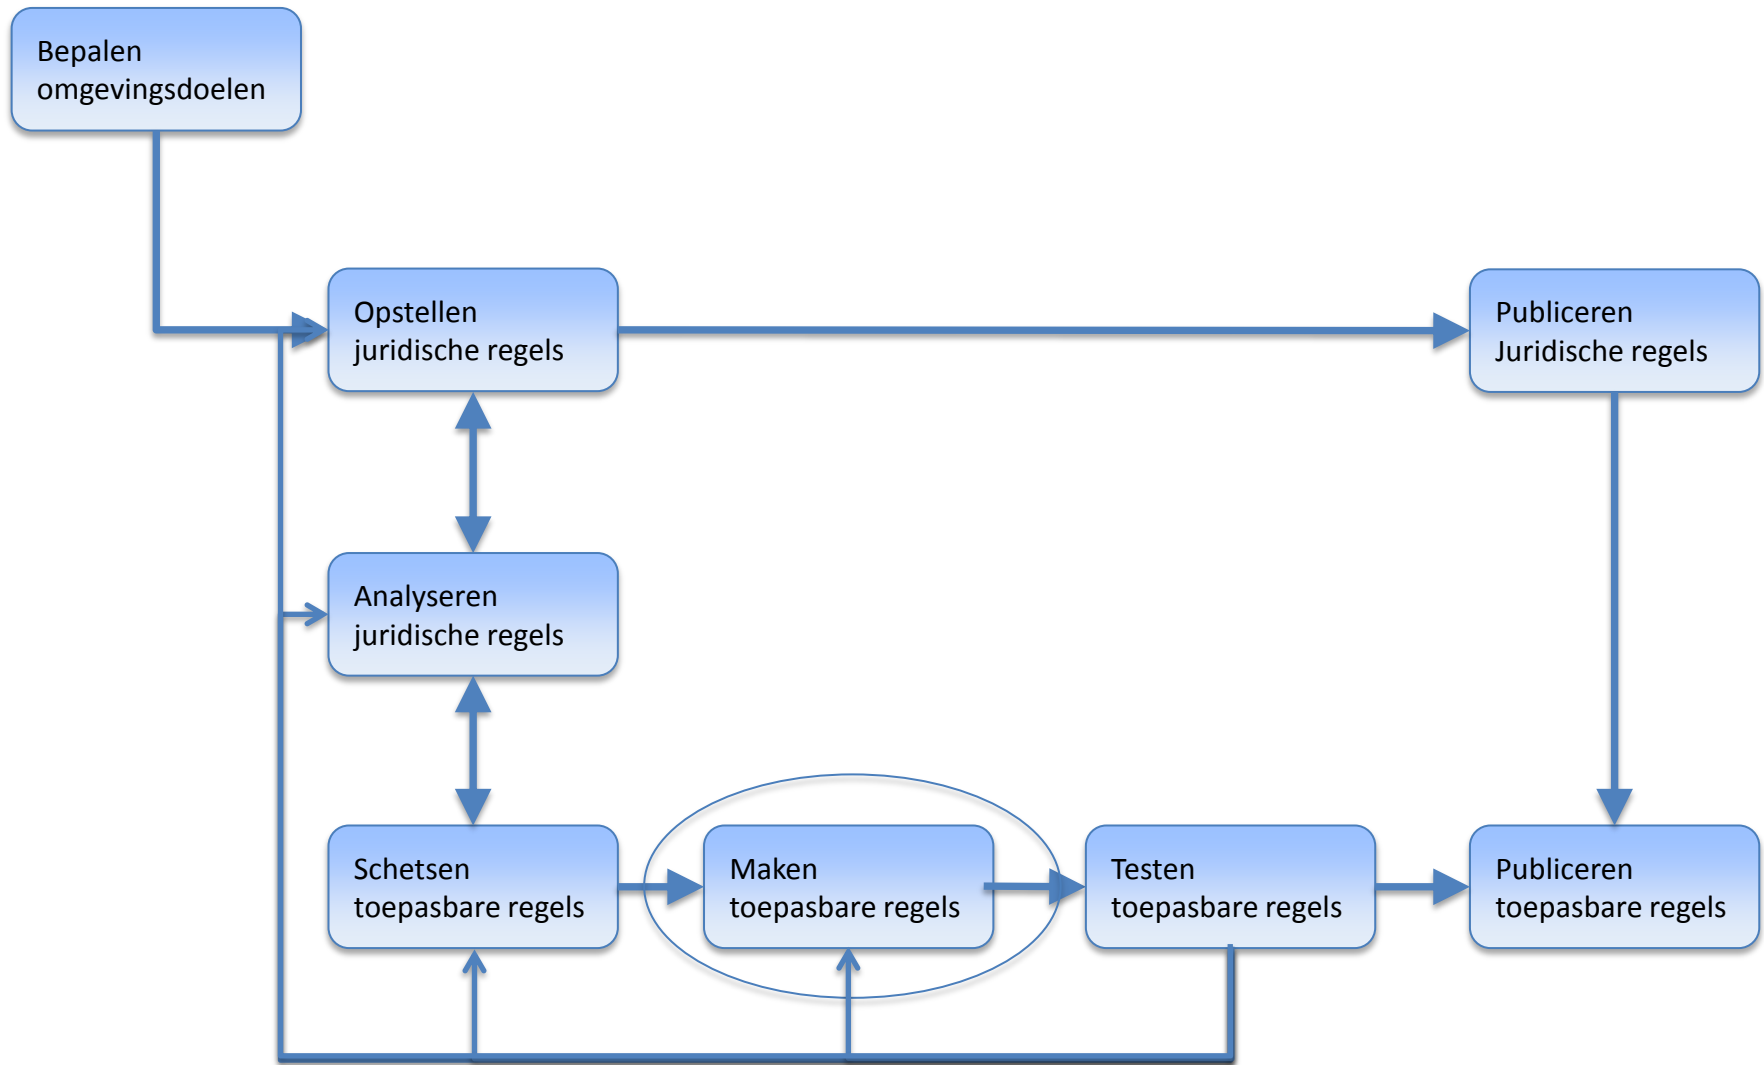 Bepalen
omgevingsdoelen
Opstellen
juridische regels
Publiceren
Juridische regels
Analyseren
juridische regels
Schetsen
toepasbare regels
Maken
toepasbare regels
Testen
toepasbare regels
Publiceren
toepasbare regels